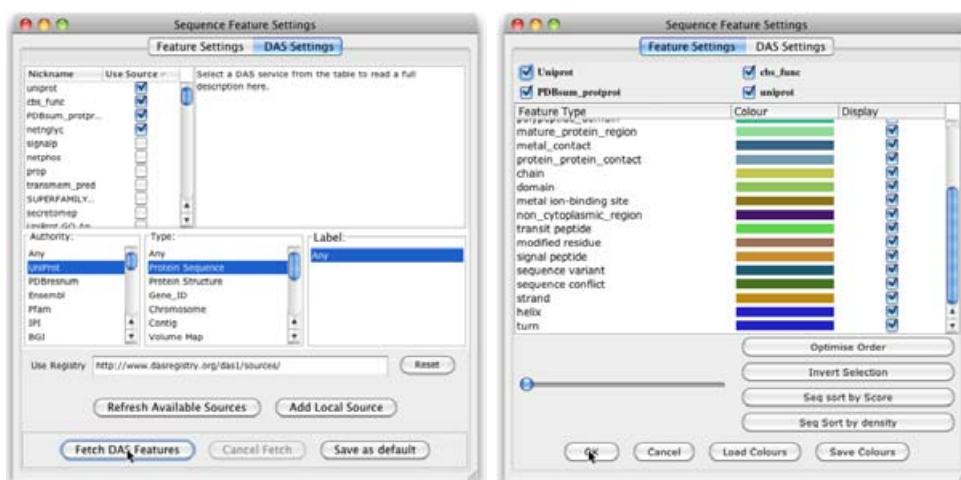 Sequence Feature Settings
Feature Settings DAS Settings
Nickname Use Source
Select a DAS service from the table to read a full
description here.
uniprot
cbs_func
PDBsum_protpr...
netnglyc
signalp
netphos
prop
transmem_pred
SUPERFAMILY...
secretomep
UniProt GO An
Authority: Type: Label:
Any Any Any
UniProt Protein Sequence
PDBresnum Protein Structure
Ensembl Gene_ID
Pfam Chromosome
IPI Contig
BGI Volume Map
Use Registry http://www.dasregistry.org/das1/sources/ Reset
Refresh Available Sources Add Local Source
Fetch DAS Features Cancel Fetch Save as default
Sequence Feature Settings
Feature Settings DAS Settings
Uniprot cbs_func
PDBsum_protprot uniprot
Feature Type Colour Display
polypeptide_domain
mature_protein_region
metal_contact
protein_protein_contact
chain
domain
metal ion-binding site
non_cytoplasmic_region
transit peptide
modified residue
signal peptide
sequence variant
sequence conflict
strand
helix
turn
Optimise Order
Invert Selection
Seq sort by Score
Seq Sort by density
OK Cancel Load Colours Save Colours